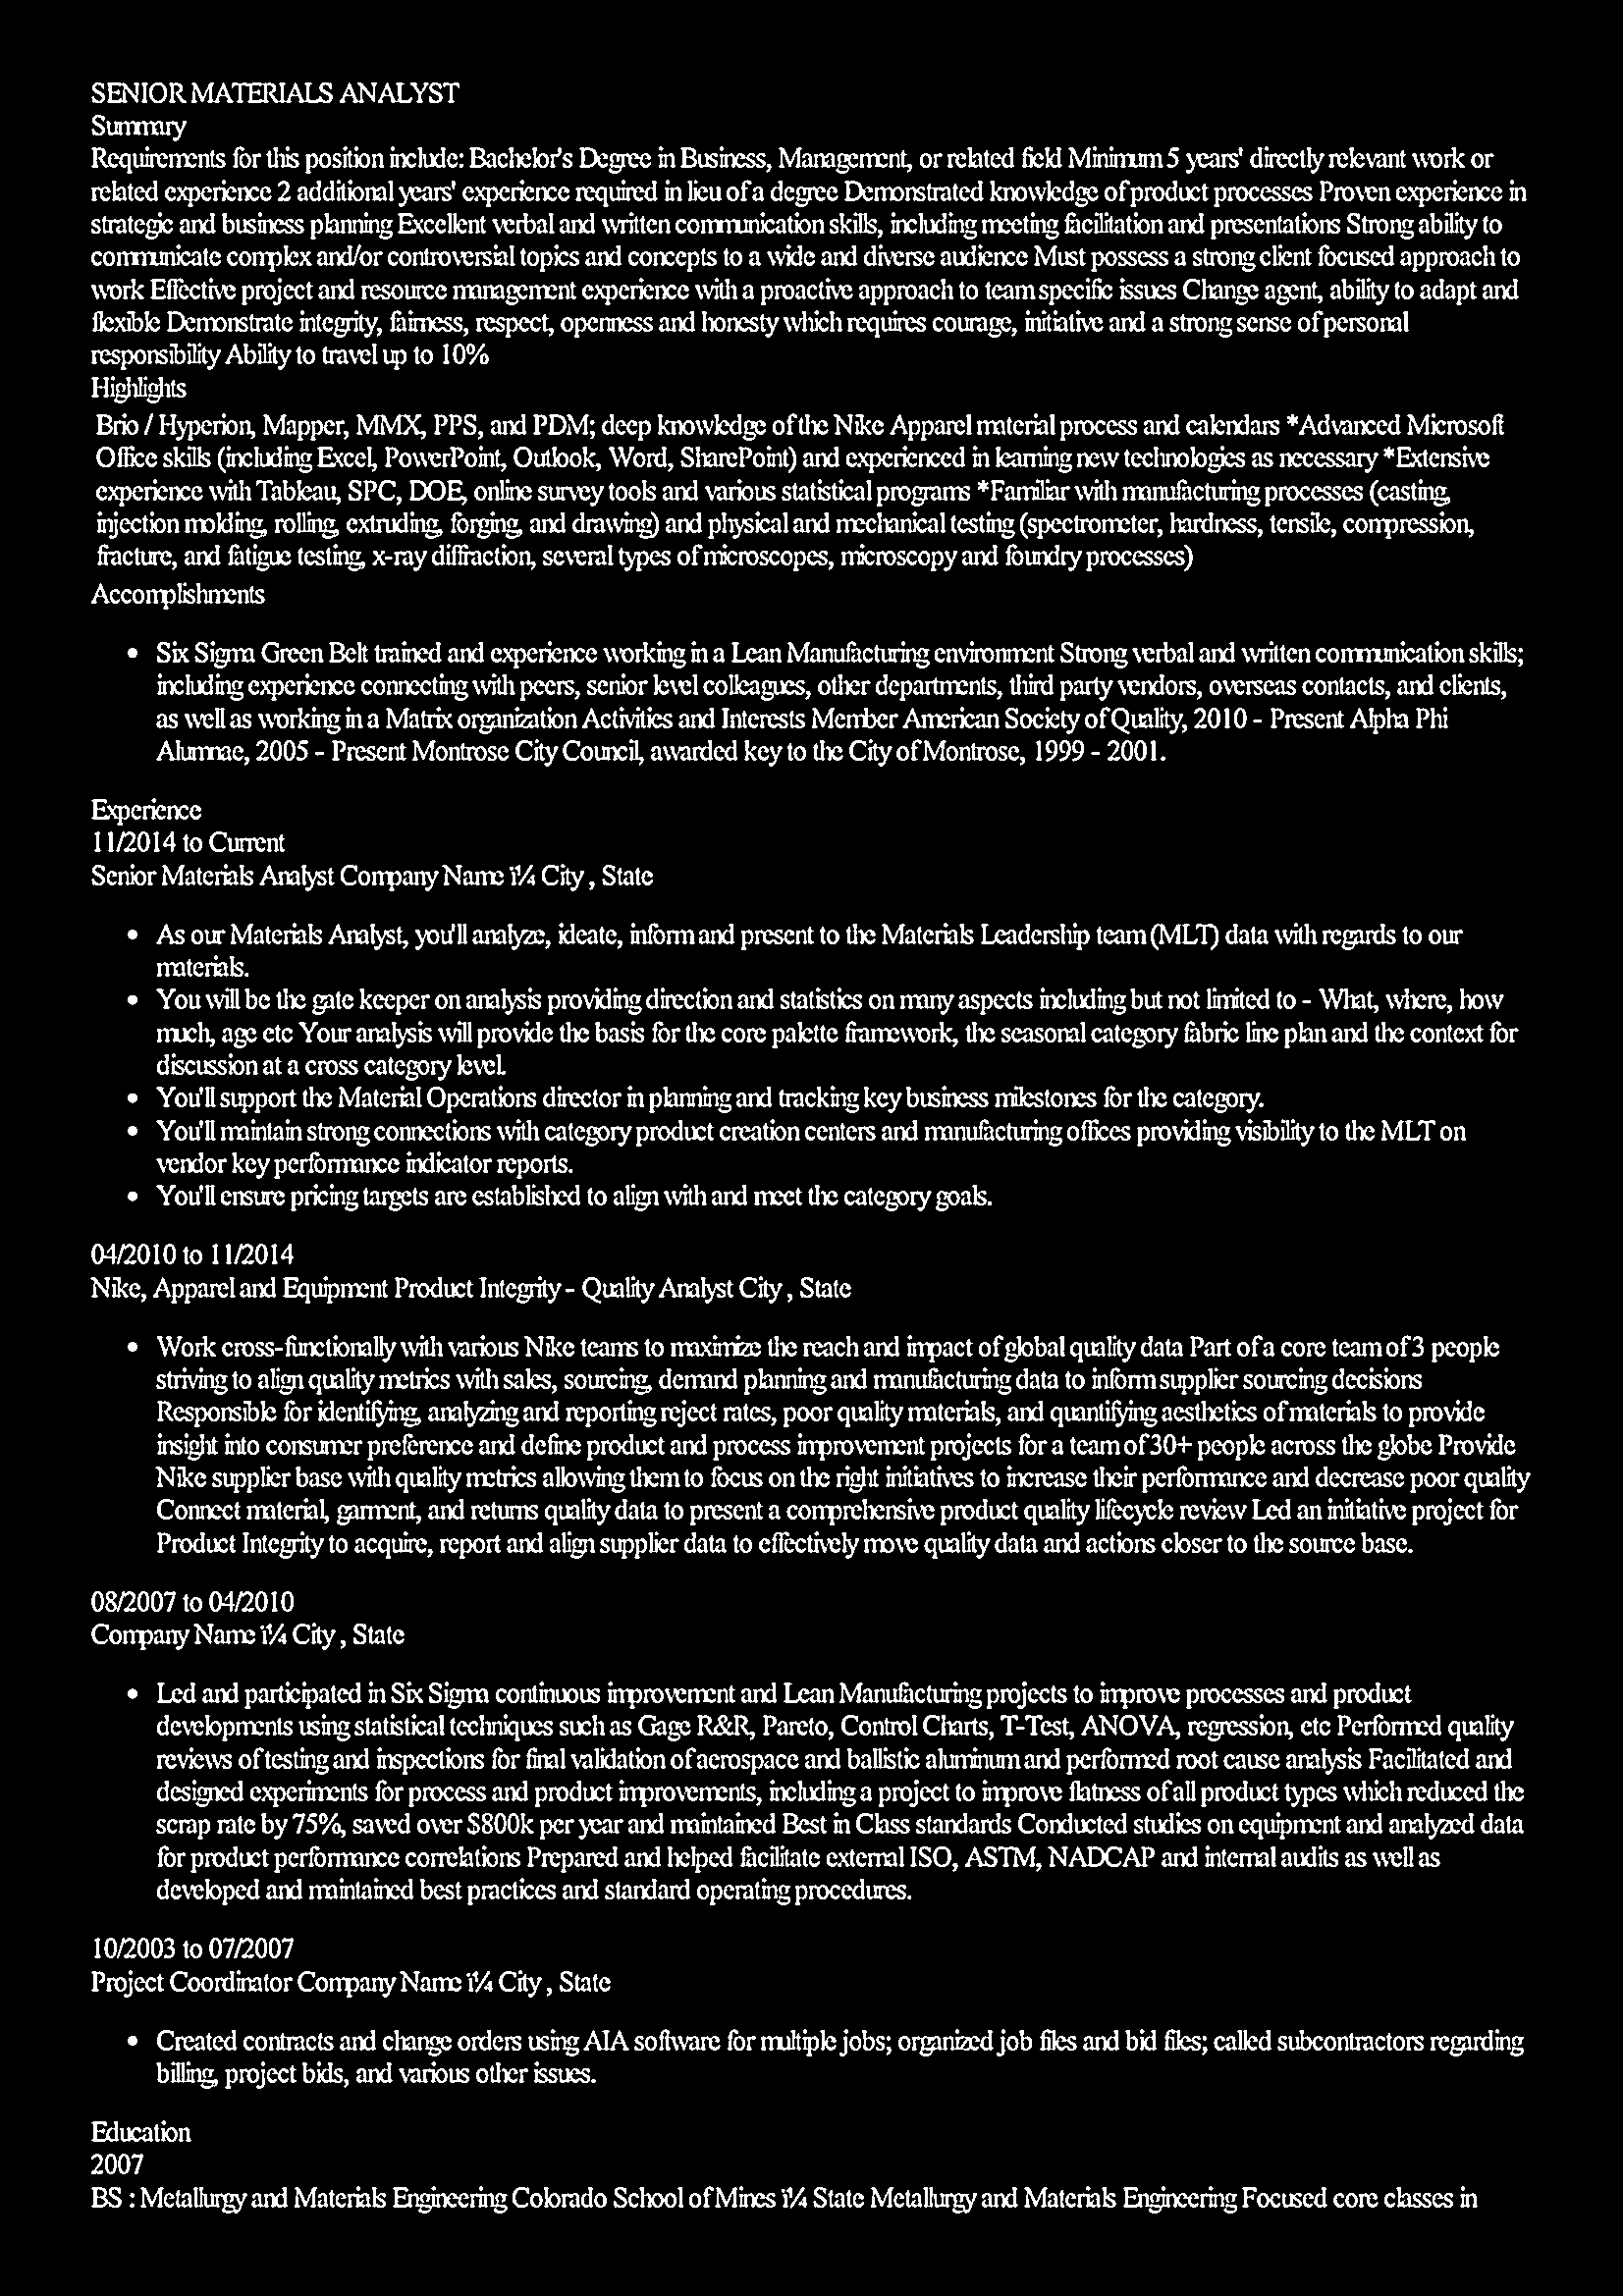 SENIOR MATERIALS ANALYST
Summary
Requirements for this position include: Bachelor's Degree in Business, Management, or related field Minimum 5 years' directly relevant work or
related experience 2 additional years' experience required in lieu of a degree Demonstrated knowledge of product processes Proven experience in
strategic and business planning Excellent verbal and written communication skills, including meeting facilitation and presentations Strong ability to
communicate complex and/or controversial topics and concepts to a wide and diverse audience Must possess a strong client focused approach to
work Effective project and resource management experience with a proactive approach to team specific issues Change agent, ability to adapt and
flexible Demonstrate integrity, fairness, respect, openness and honesty which requires courage, initiative and a strong sense of personal
responsibility Ability to travel up to 10%
Highlights
Brio / Hyperion, Mapper, MMX, PPS, and PDM; deep knowledge of the Nike Apparel material process and calendars *Advanced Microsoft
Office skills (including Excel, PowerPoint, Outlook, Word, SharePoint) and experienced in learning new technologies as necessary *Extensive
experience with Tableau, SPC, DOE, online survey tools and various statistical programs *Familiar with manufacturing processes (casting,
injection molding, rolling, extruding, forging, and drawing) and physical and mechanical testing (spectrometer, hardness, tensile, compression,
fracture, and fatigue testing, x-ray diffraction, several types of microscopes, microscopy and foundry processes)
Accomplishments
• Six Sigma Green Belt trained and experience working in a Lean Manufacturing environment Strong verbal and written communication skills;
including experience connecting with peers, senior level colleagues, other departments, third party vendors, overseas contacts, and clients,
as well as working in a Matrix organization Activities and Interests Member American Society of Quality, 2010 - Present Alpha Phi
Alumnae, 2005 - Present Montrose City Council, awarded key to the City of Montrose, 1999 - 2001.
Experience
11/2014 to Current
Senior Materials Analyst Company Name ï¼ City , State
• As our Materials Analyst, you'll analyze, ideate, inform and present to the Materials Leadership team (MLT) data with regards to our
materials.
• You will be the gate keeper on analysis providing direction and statistics on many aspects including but not limited to - What, where, how
much, age etc Your analysis will provide the basis for the core palette framework, the seasonal category fabric line plan and the context for
discussion at a cross category level.
• You'll support the Material Operations director in planning and tracking key business milestones for the category.
• You'll maintain strong connections with category product creation centers and manufacturing offices providing visibility to the MLT on
vendor key performance indicator reports.
• You'll ensure pricing targets are established to align with and meet the category goals.
04/2010 to 11/2014
Nike, Apparel and Equipment Product Integrity - Quality Analyst City , State
• Work cross-functionally with various Nike teams to maximize the reach and impact of global quality data Part of a core team of 3 people
striving to align quality metrics with sales, sourcing, demand planning and manufacturing data to inform supplier sourcing decisions
Responsible for identifying, analyzing and reporting reject rates, poor quality materials, and quantifying aesthetics of materials to provide
insight into consumer preference and define product and process improvement projects for a team of 30+ people across the globe Provide
Nike supplier base with quality metrics allowing them to focus on the right initiatives to increase their performance and decrease poor quality
Connect material, garment, and returns quality data to present a comprehensive product quality lifecycle review Led an initiative project for
Product Integrity to acquire, report and align supplier data to effectively move quality data and actions closer to the source base.
08/2007 to 04/2010
Company Name ï¼ City , State
• Led and participated in Six Sigma continuous improvement and Lean Manufacturing projects to improve processes and product
developments using statistical techniques such as Gage R&R, Pareto, Control Charts, T-Test, ANOVA, regression, etc Performed quality
reviews of testing and inspections for final validation of aerospace and ballistic aluminum and performed root cause analysis Facilitated and
designed experiments for process and product improvements, including a project to improve flatness of all product types which reduced the
scrap rate by 75%, saved over $800k per year and maintained Best in Class standards Conducted studies on equipment and analyzed data
for product performance correlations Prepared and helped facilitate external ISO, ASTM, NADCAP and internal audits as well as
developed and maintained best practices and standard operating procedures.
10/2003 to 07/2007
Project Coordinator Company Name ï¼ City , State
• Created contracts and change orders using AIA software for multiple jobs; organized job files and bid files; called subcontractors regarding
billing, project bids, and various other issues.
Education
2007
BS : Metallurgy and Materials Engineering Colorado School of Mines ï¼ State Metallurgy and Materials Engineering Focused core classes in